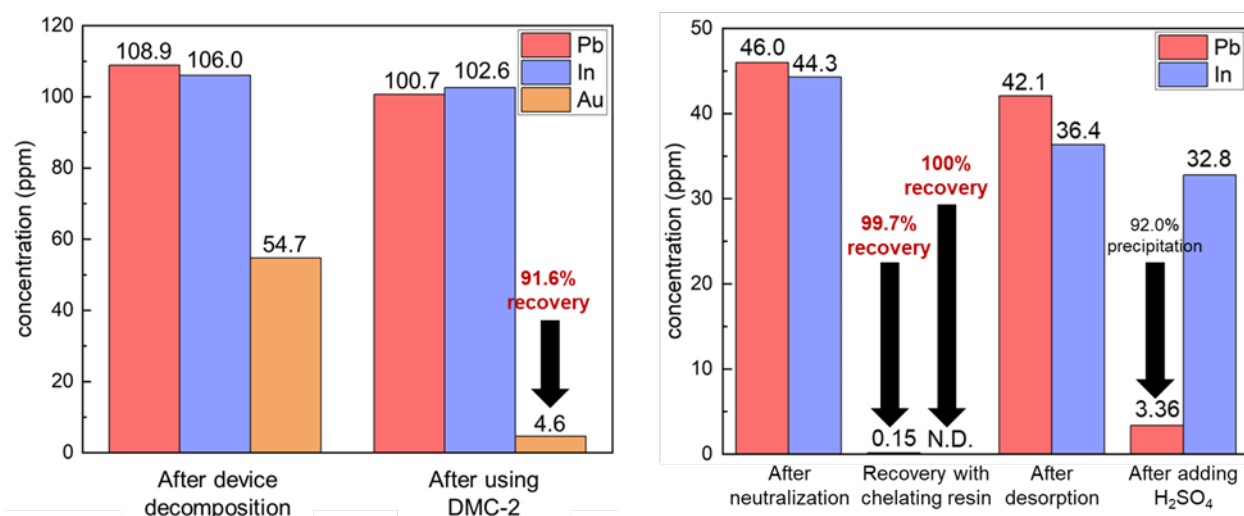 120
100
80
60
40
20
0
concentration (ppm)
108.9
106.0
54.7
100.7
102.6
4.6
91.6%
recovery
Pb
In
Au
After device
decomposition
After using
DMC-2
50
40
30
20
10
0
concentration (ppm)
46.0
44.3
99.7%
recovery
0.15
100%
recovery
N.D.
42.1
36.4
92.0%
precipitation
3.36
32.8
Pb
In
After
neutralization
Recovery with
chelating resin
After
desorption
After adding
H₂SO₄